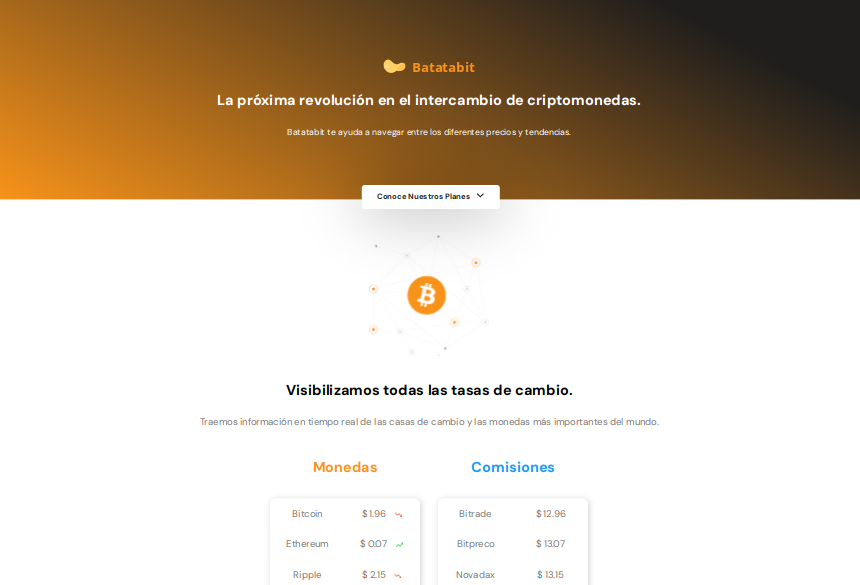 Batatabit
La próxima revolución en el intercambio de criptomonedas.
Batatabit te ayuda a navegar entre los diferentes precios y tendencias.
Conoce Nuestros Planes
Visibilizamos todas las tasas de cambio.
Traemos información en tiempo real de las casas de cambio y las monedas más importantes del mundo.
Monedas
Comisiones
Bitcoin $ 1.96
Bitrade $ 12.96
Ethereum $ 0.07
Bitpreco $ 13.07
Ripple $ 2.15
Novadax $ 13.15